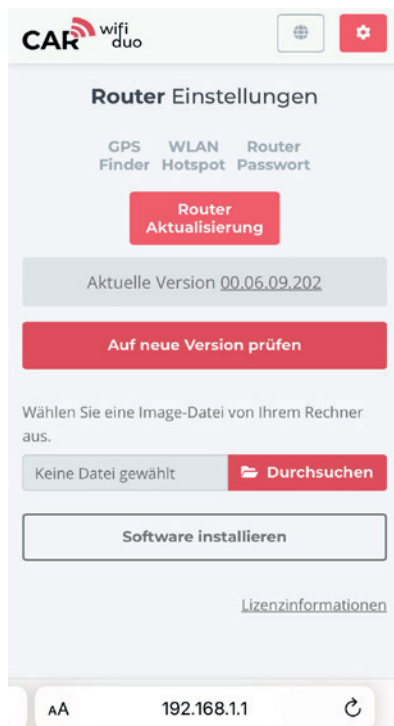 CAR wifi
duo
Router Einstellungen
GPS WLAN Router
Finder Hotspot Passwort
Router
Aktualisierung
Aktuelle Version 00.06.09.202
Auf neue Version prüfen
Wählen Sie eine Image-Datei von Ihrem Rechner
aus.
Keine Datei gewählt Durchsuchen
Software installieren
Lizenzinformationen
AA 192.168.1.1